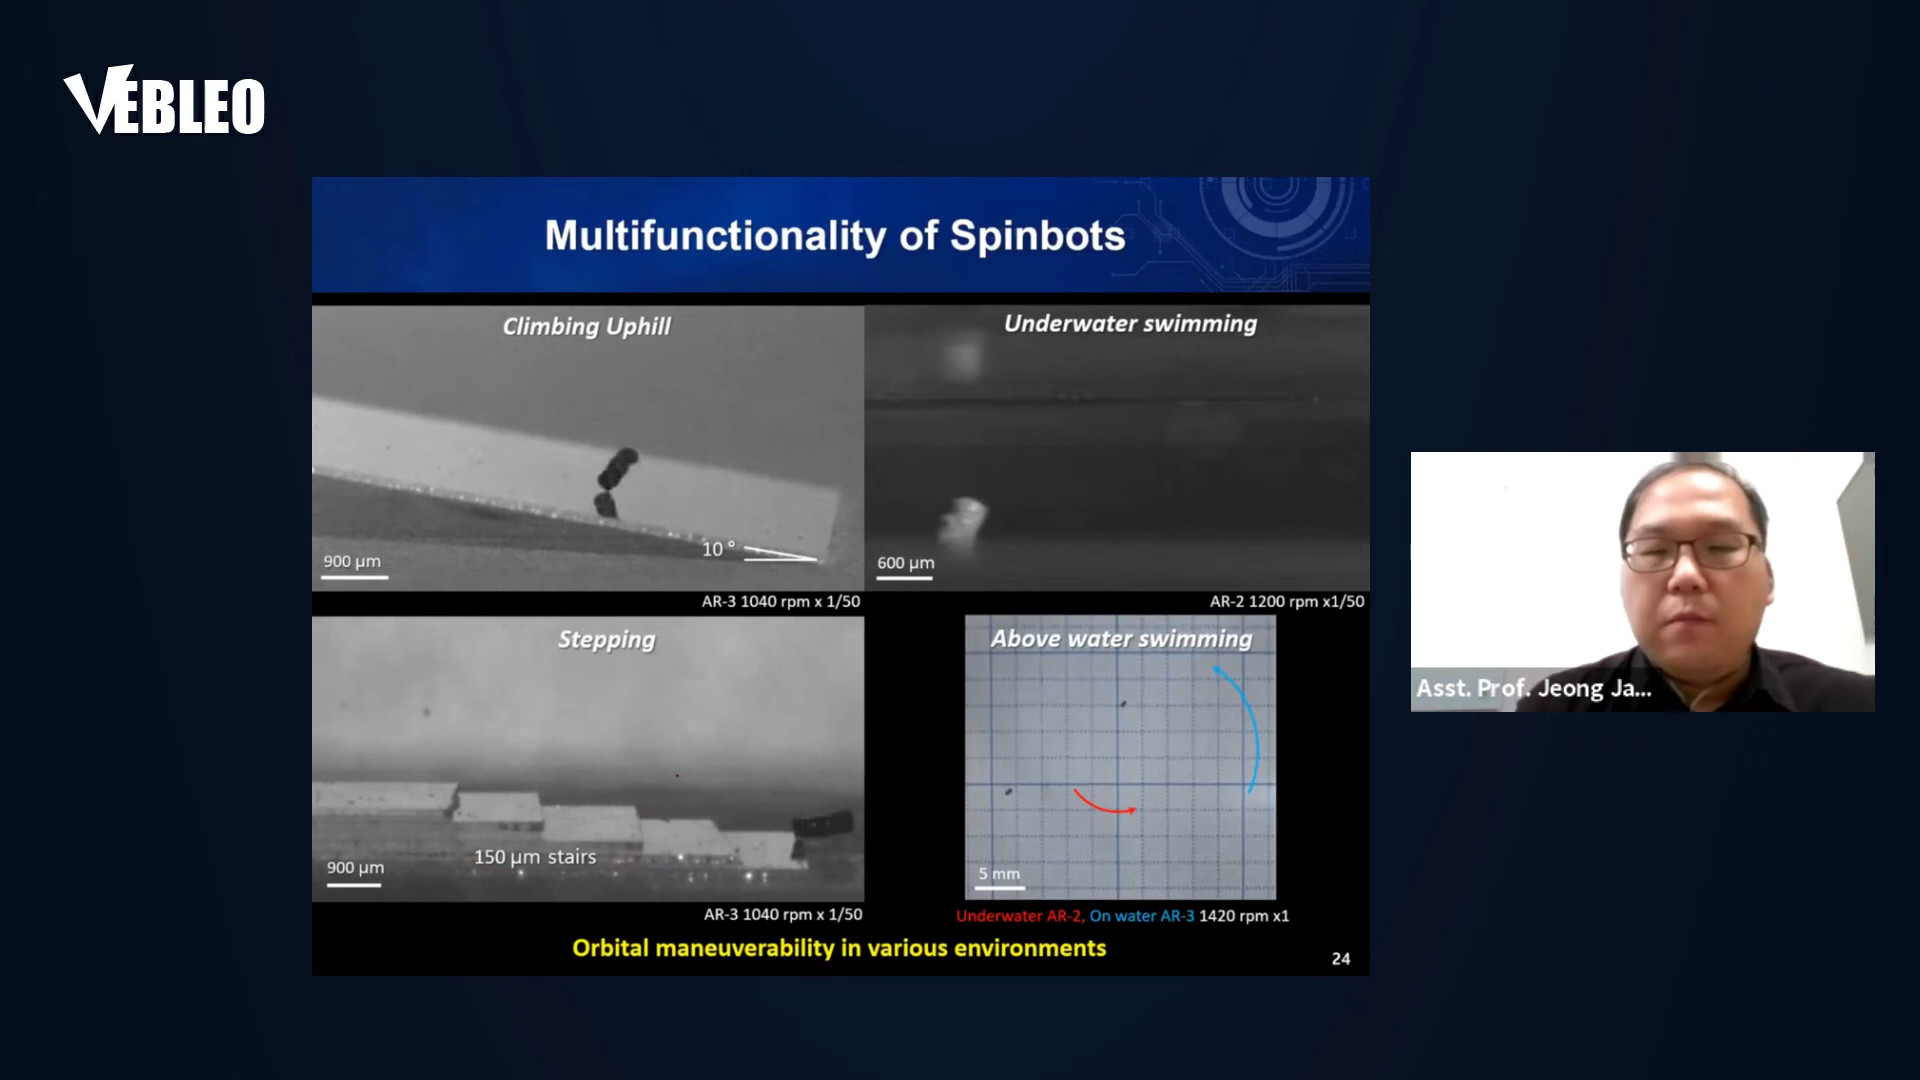 VEBLEO
Multifunctionality of Spinbots
Climbing Uphill
10 °
900 µm
AR-3 1040 rpm x 1/50
Underwater swimming
600 µm
AR-2 1200 rpm x1/50
Stepping
150 µm stairs
900 µm
AR-3 1040 rpm x 1/50
Above water swimming
5 mm
Underwater AR-2, On water AR-3 1420 rpm x1
Orbital maneuverability in various environments
24
Asst. Prof. Jeong Ja...